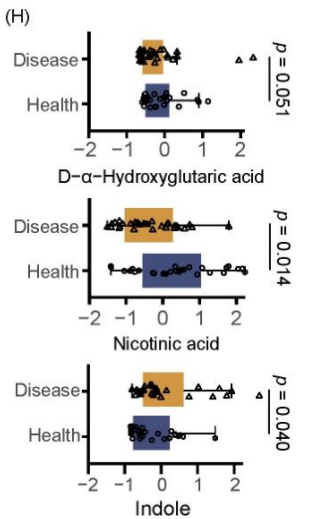 (H)
Disease
Health
p = 0.051
−2 −1 0 1 2
D−α−Hydroxyglutaric acid
Disease
Health
p = 0.014
−2 −1 0 1 2
Nicotinic acid
Disease
Health
p = 0.040
−2 −1 0 1 2
Indole